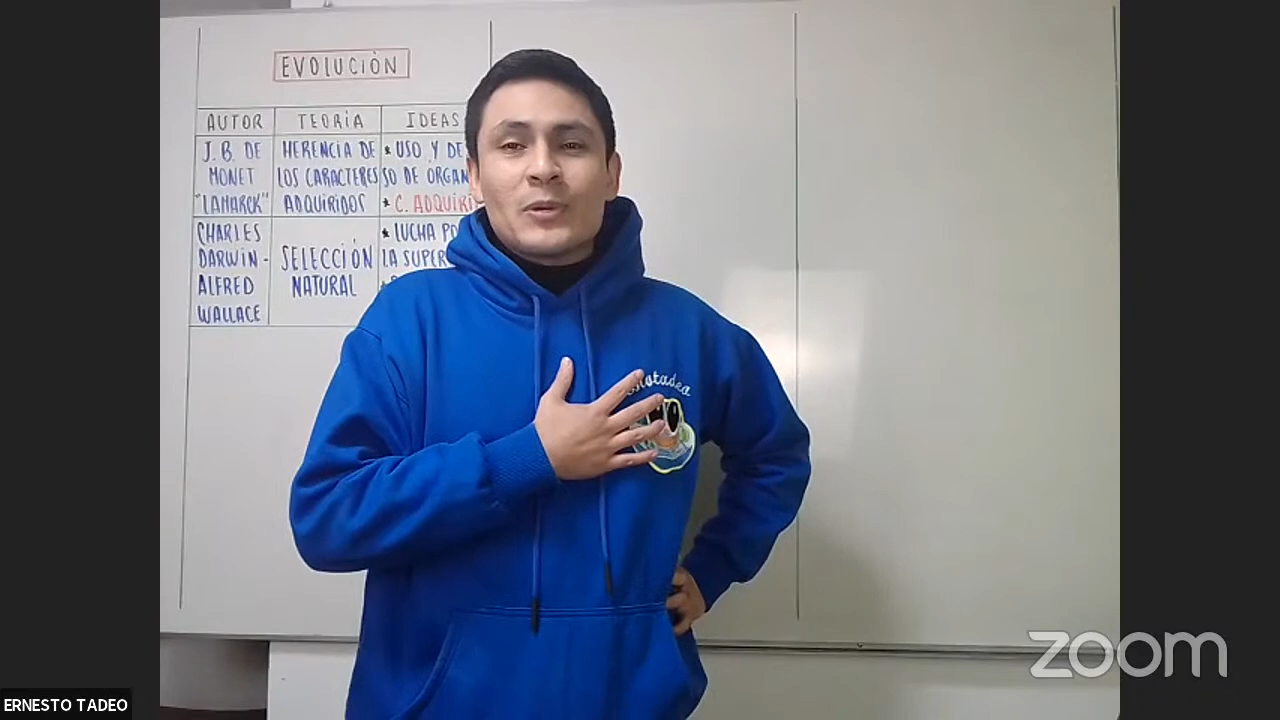 EVOLUCIÓN
AUTOR TEORÍA IDEAS
J. B. DE
MONET
"LAMARCK"
HERENCIA DE
LOS CARACTERES
ADQUIRIDOS
* USO Y DE
SO DE ORGAN
* C. ADQUIRI
CHARLES
DARWIN -
ALFRED
WALLACE
SELECCIÓN
NATURAL
* LUCHA PO
LA SUPER
zoom
ERNESTO TADEO